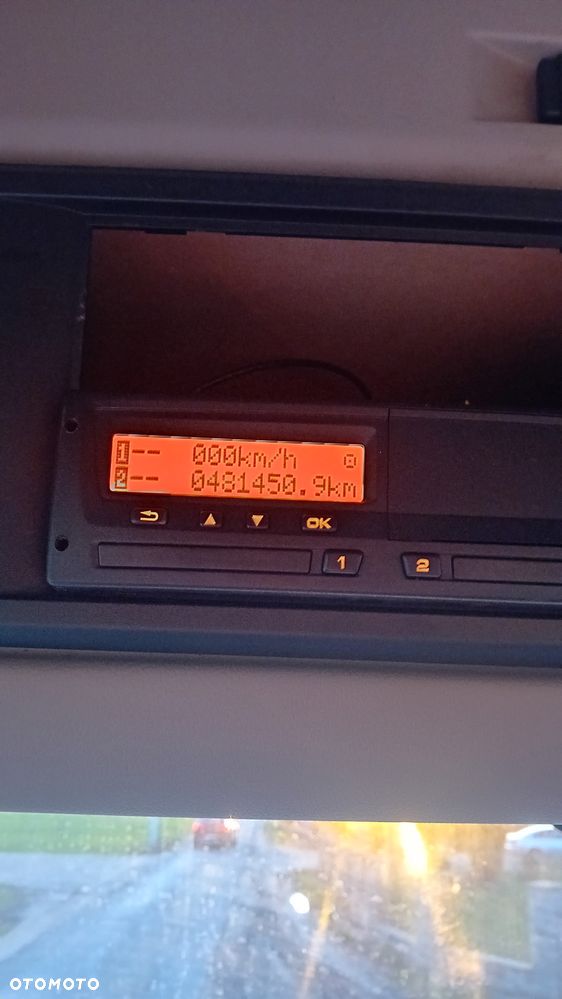 1-- 000km/h
2-- 0481450.9km
OK
1 2
OTOMOTO